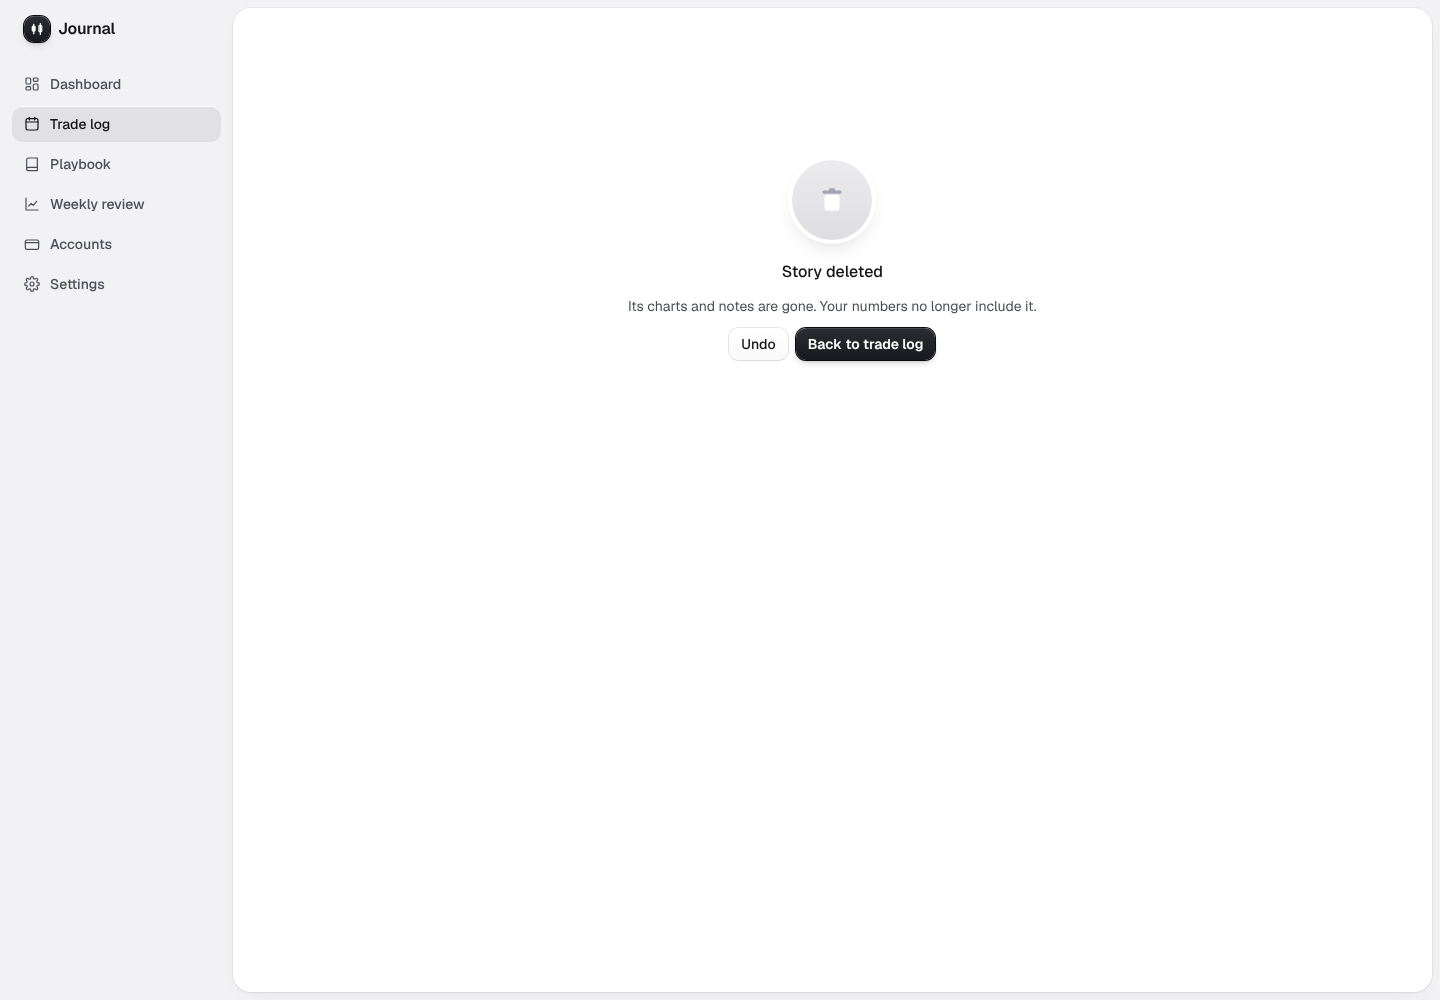 Journal
Dashboard
Trade log
Playbook
Weekly review
Accounts
Settings
Story deleted
Its charts and notes are gone. Your numbers no longer include it.
Undo
Back to trade log